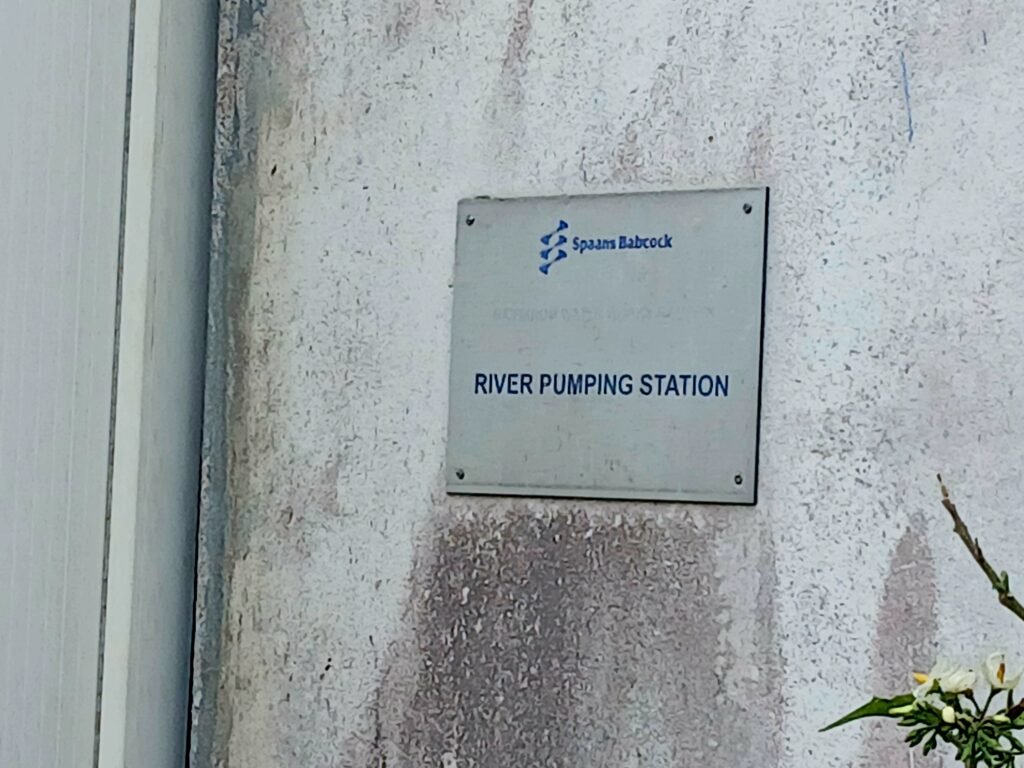 Spaans Babcock
RIVER PUMPING STATION